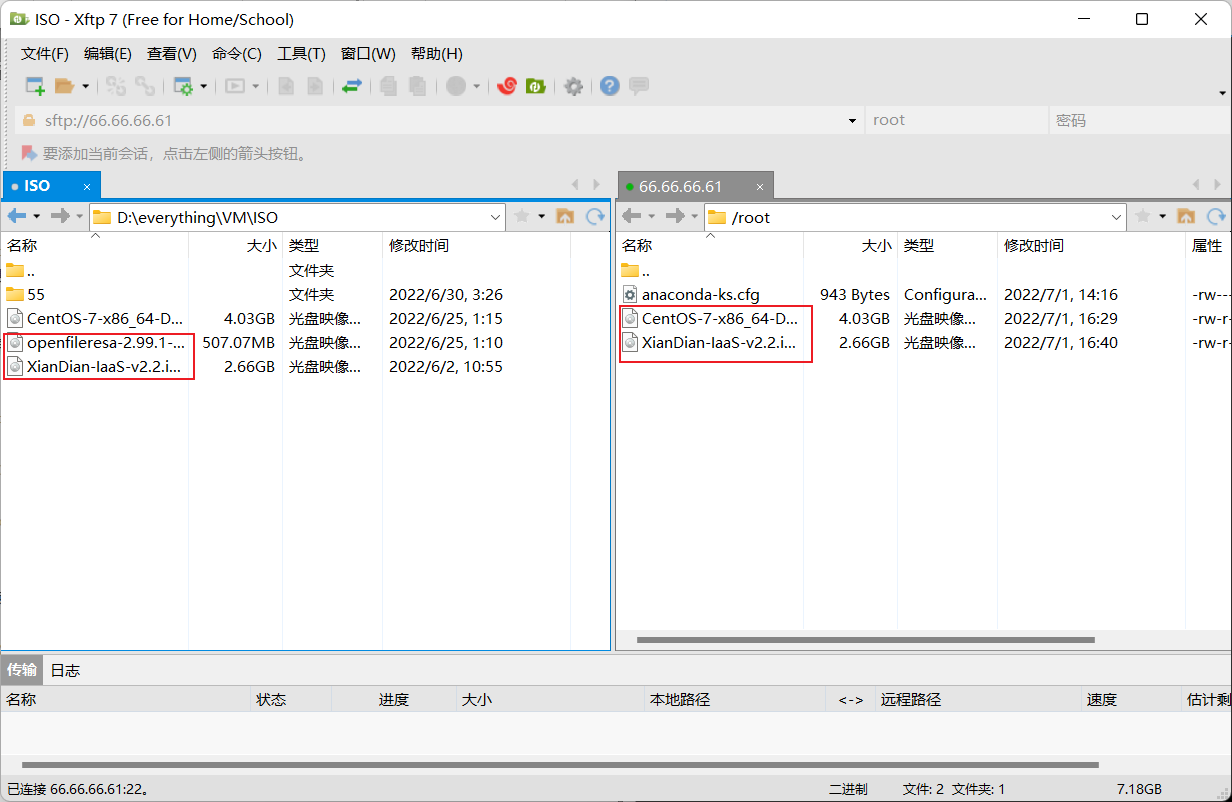 ISO - Xftp 7 (Free for Home/School)
文件(F) 编辑(E) 查看(V) 命令(C) 工具(T) 窗口(W) 帮助(H)
sftp://66.66.66.61 root 密码
要添加当前会话，点击左侧的箭头按钮。
ISO × 66.66.66.61 ×
D:\everything\VM\ISO /root
名称 大小 类型 修改时间
.. 文件夹
55 文件夹 2022/6/30, 3:26
CentOS-7-x86_64-D... 4.03GB 光盘映像... 2022/6/25, 1:15
openfileresa-2.99.1-... 507.07MB 光盘映像... 2022/6/25, 1:10
XianDian-IaaS-v2.2.i... 2.66GB 光盘映像... 2022/6/2, 10:55
名称 大小 类型 修改时间 属性
..
anaconda-ks.cfg 943 Bytes Configura... 2022/7/1, 14:16 -rw---
CentOS-7-x86_64-D... 4.03GB 光盘映像... 2022/7/1, 16:29 -rw-r-
XianDian-IaaS-v2.2.i... 2.66GB 光盘映像... 2022/7/1, 16:40 -rw-r-
传输 日志
名称 状态 进度 大小 本地路径 <-> 远程路径 速度 估计剩
已连接 66.66.66.61:22。 二进制 文件: 2 文件夹: 1 7.18GB